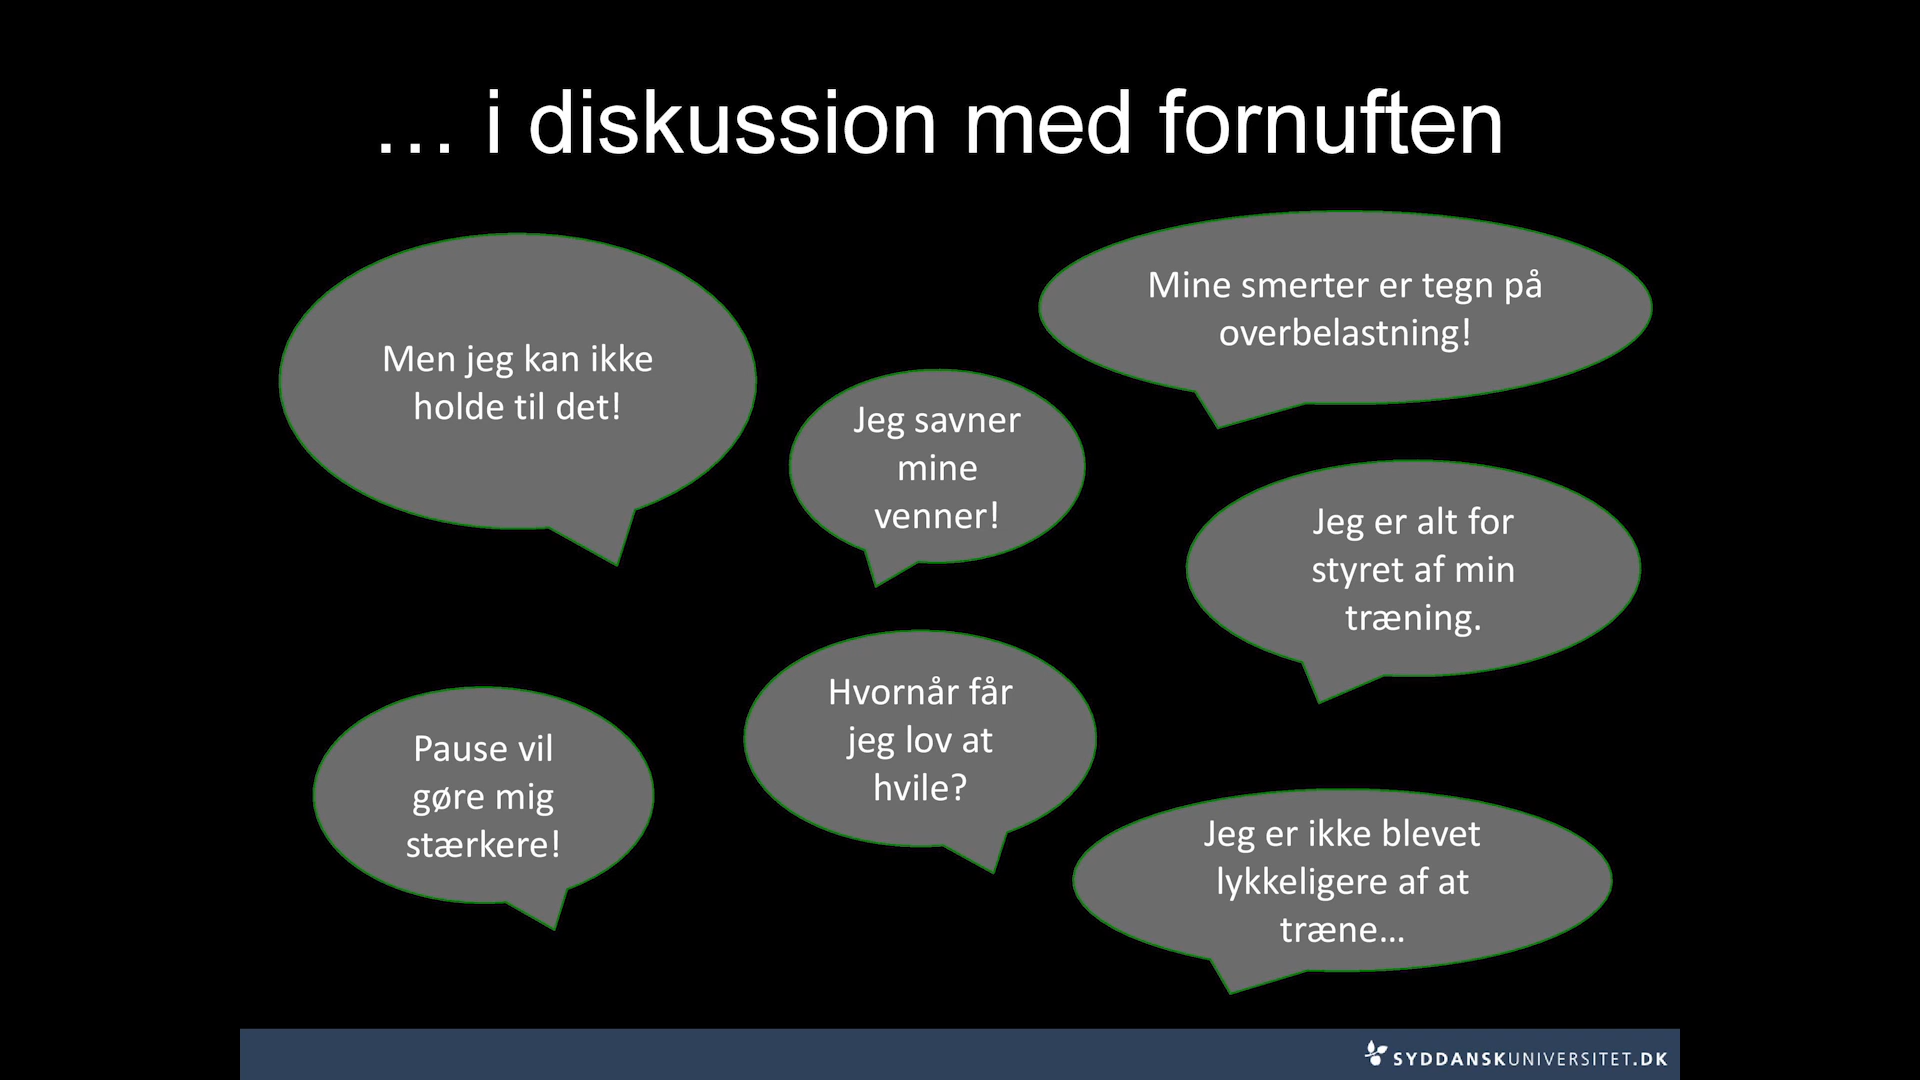 … i diskussion med fornuften
Men jeg kan ikke
holde til det!
Mine smerter er tegn på
overbelastning!
Jeg savner
mine
venner!
Jeg er alt for
styret af min
træning.
Pause vil
gøre mig
stærkere!
Hvornår får
jeg lov at
hvile?
Jeg er ikke blevet
lykkeligere af at
træne…
SYDDANSKUNIVERSITET.DK